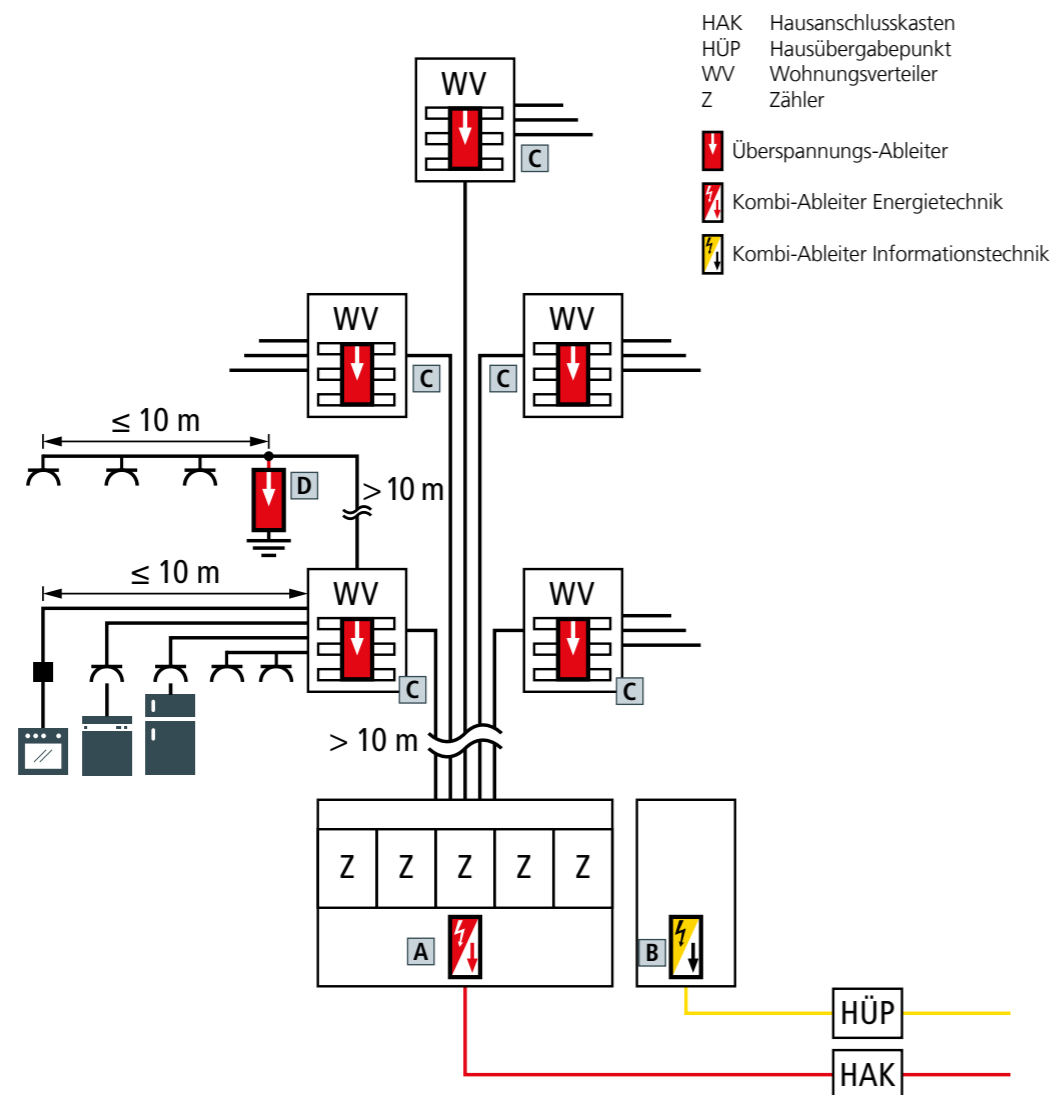 HAK Hausanschlusskasten
HÜP Hausübergabepunkt
WV Wohnungsverteiler
Z Zähler
Überspannungs-Ableiter
Kombi-Ableiter Energietechnik
Kombi-Ableiter Informationstechnik
WV
C
WV
C
WV
C
≤ 10 m
D
> 10 m
≤ 10 m
WV
C
WV
C
> 10 m
Z Z Z Z Z
A
B
HÜP
HAK